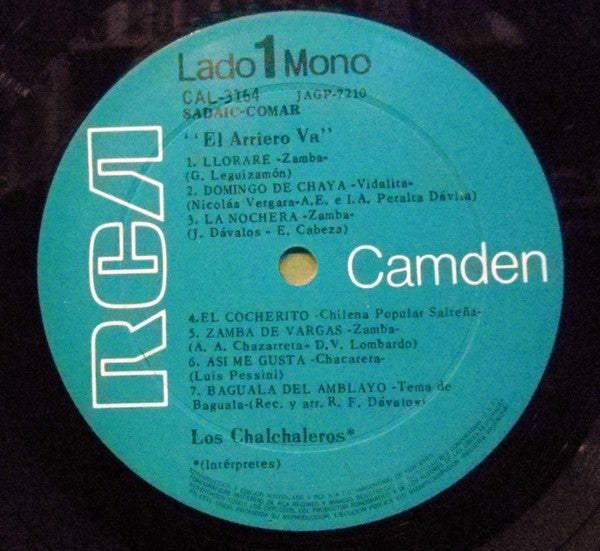 Lado 1 Mono
CAL-3164 JAGP-7210
SADAIC-COMAR
"El Arriero Va"
1. LLORARE -Zamba-
(G. Leguizamón)
2. DOMINGO DE CHAYA -Vidalita-
(Nicolás Vergara-A.E. e I.A. Peralta Dávila)
3. LA NOCHERA -Zamba-
(J. Dávalos - E. Cabeza)
RCA
Camden
4. EL COCHERITO -Chilena Popular Salteña-
5. ZAMBA DE VARGAS -Zamba-
(A. A. Chazarreta- D. V. Lombardo)
6. ASI ME GUSTA -Chacarera-
(Luis Pessini)
7. BAGUALA DEL AMBLAYO -Tema de
Baguala-(Rec. y arr. R. F. Dávalos)
Los Chalchaleros*
*(Intérpretes)